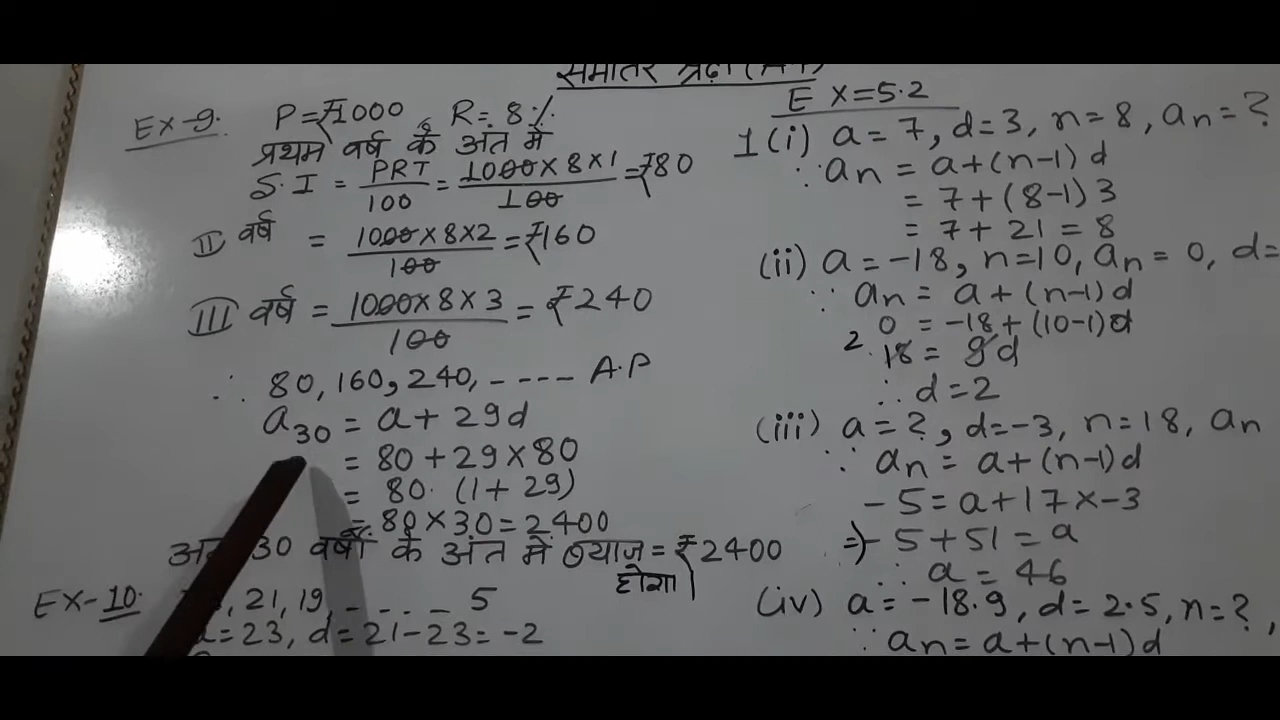 समांतर श्रेढ़ी (A.P)
Ex-9. P=₹1000, R= 8%
प्रथम वर्ष के अंत में
S.I = PRT/100 = 1000×8×1/100 = ₹80
II वर्ष = 1000×8×2/100 = ₹160
III वर्ष = 1000×8×3/100 = ₹240
∴ 80, 160, 240, ---- A.P
a30 = a + 29d
= 80 + 29×80
= 80 (1+29)
= 80×30 = 2400
30 वर्षों के अंत में ब्याज = ₹2400
होगा
Ex-10. 21, 19, ---- 5
a=23, d=21-23=-2
Ex=5.2
1(i) a=7, d=3, n=8, an=?
∵ an = a+(n-1)d
= 7+(8-1)3
= 7+21 = 8
(ii) a=-18, n=10, an=0, d=
∵ an = a+(n-1)d
0 = -18+(10-1)d
2 18 = 9d
∴ d=2
(iii) a=?, d=-3, n=18, an
∵ an = a+(n-1)d
-5 = a+17×-3
⇒ -5+51 = a
∴ a = 46
(iv) a=-18.9, d=2.5, n=?,
∵ an = a+(n-1)d